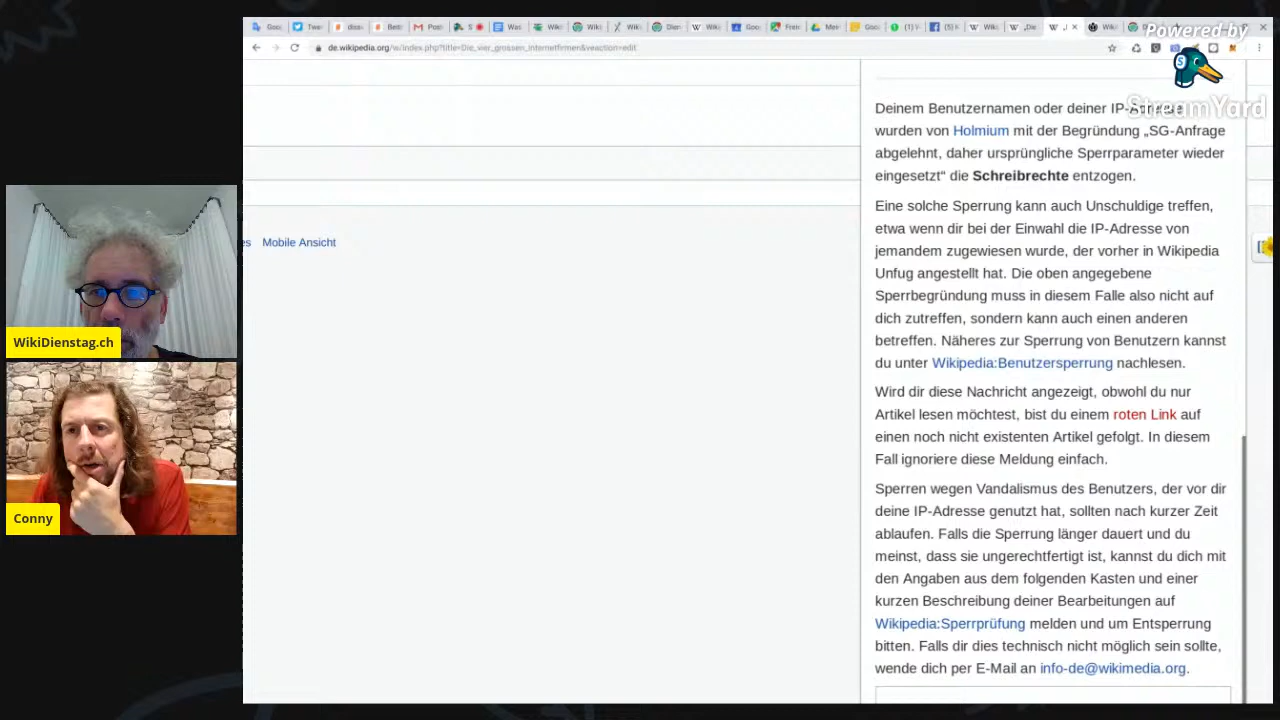 Powered by
StreamYard
de.wikipedia.org/w/index.php?title=Die_vier_grossen_internetfirmen&veaction=edit
Mobile Ansicht
Deinem Benutzernamen oder deiner IP-Adresse
wurden von Holmium mit der Begründung „SG-Anfrage
abgelehnt, daher ursprüngliche Sperrparameter wieder
eingesetzt“ die Schreibrechte entzogen.
Eine solche Sperrung kann auch Unschuldige treffen,
etwa wenn dir bei der Einwahl die IP-Adresse von
jemandem zugewiesen wurde, der vorher in Wikipedia
Unfug angestellt hat. Die oben angegebene
Sperrbegründung muss in diesem Falle also nicht auf
dich zutreffen, sondern kann auch einen anderen
betreffen. Näheres zur Sperrung von Benutzern kannst
du unter Wikipedia:Benutzersperrung nachlesen.
Wird dir diese Nachricht angezeigt, obwohl du nur
Artikel lesen möchtest, bist du einem roten Link auf
einen noch nicht existenten Artikel gefolgt. In diesem
Fall ignoriere diese Meldung einfach.
Sperren wegen Vandalismus des Benutzers, der vor dir
deine IP-Adresse genutzt hat, sollten nach kurzer Zeit
ablaufen. Falls die Sperrung länger dauert und du
meinst, dass sie ungerechtfertigt ist, kannst du dich mit
den Angaben aus dem folgenden Kasten und einer
kurzen Beschreibung deiner Bearbeitungen auf
Wikipedia:Sperrprüfung melden und um Entsperrung
bitten. Falls dir dies technisch nicht möglich sein sollte,
wende dich per E-Mail an info-de@wikimedia.org.
WikiDienstag.ch
Conny